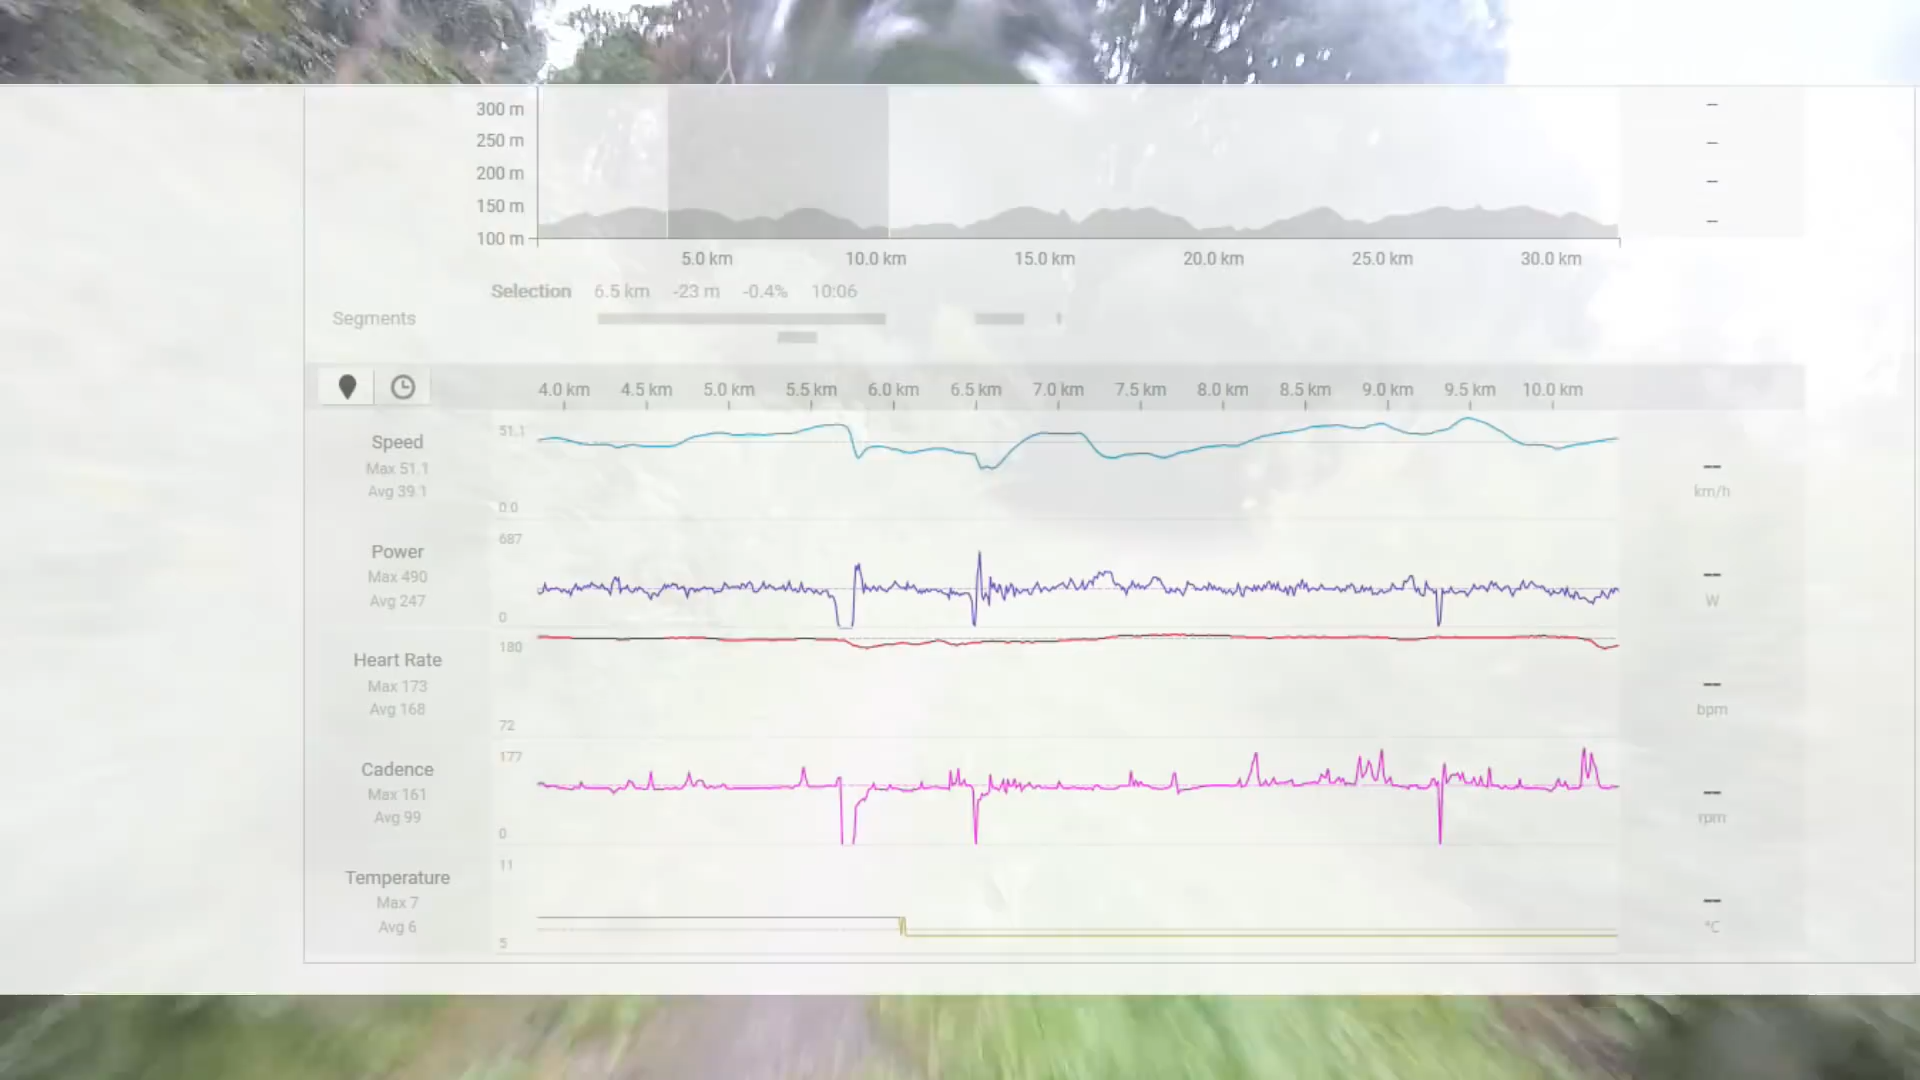 300 m
250 m
200 m
150 m
100 m
5.0 km 10.0 km 15.0 km 20.0 km 25.0 km 30.0 km
Selection 6.5 km -23 m -0.4% 10:06
Segments
4.0 km 4.5 km 5.0 km 5.5 km 6.0 km 6.5 km 7.0 km 7.5 km 8.0 km 8.5 km 9.0 km 9.5 km 10.0 km
51.1
Speed
Max 51.1
Avg 39.1
0.0
km/h
687
Power
Max 490
Avg 247
0
W
180
Heart Rate
Max 173
Avg 168
72
bpm
177
Cadence
Max 161
Avg 99
0
rpm
11
Temperature
Max 7
Avg 6
5
°C